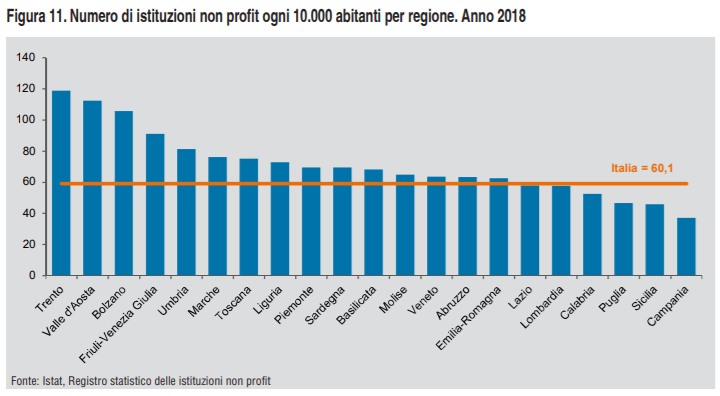 Figura 11. Numero di istituzioni non profit ogni 10.000 abitanti per regione. Anno 2018
140
120
100
80
60
40
20
0
Italia = 60,1
Trento
Valle d'Aosta
Bolzano
Friuli-Venezia Giulia
Umbria
Marche
Toscana
Liguria
Piemonte
Sardegna
Basilicata
Molise
Veneto
Abruzzo
Emilia-Romagna
Lazio
Lombardia
Calabria
Puglia
Sicilia
Campania
Fonte: Istat, Registro statistico delle istituzioni non profit